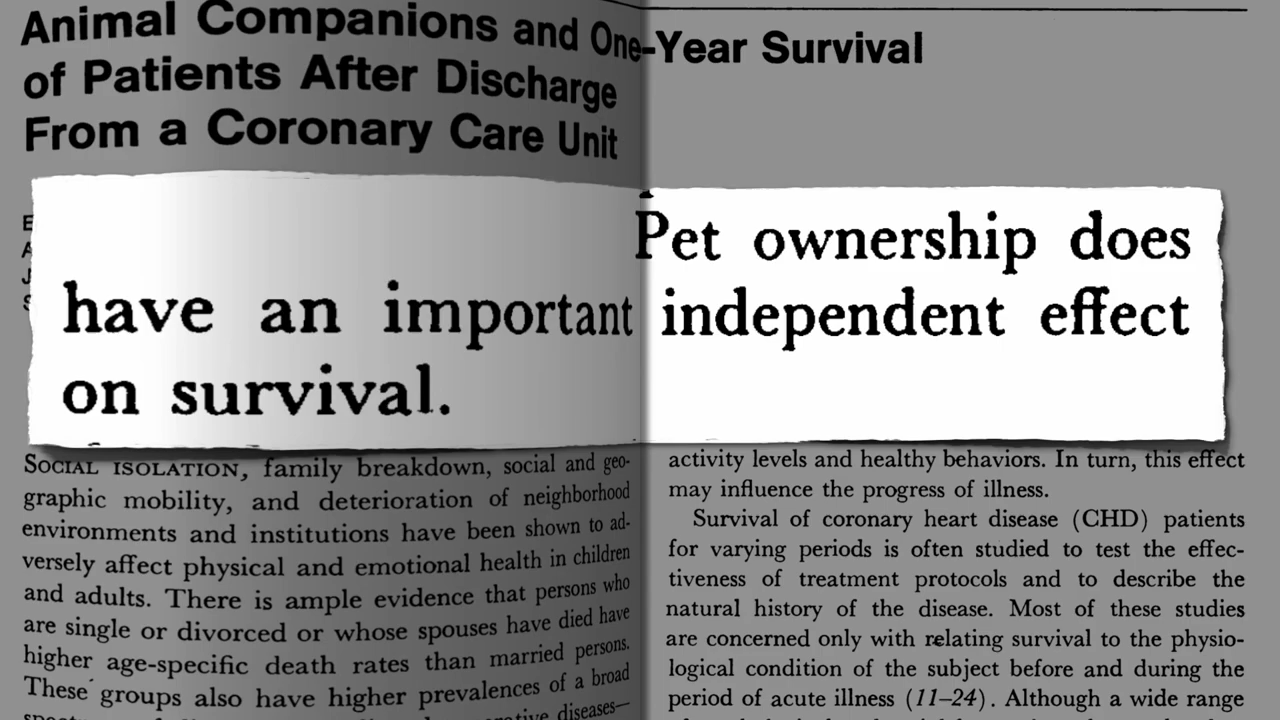 Animal Companions and One-Year Survival
of Patients After Discharge
From a Coronary Care Unit
Pet ownership does
have an important independent effect
on survival.
SOCIAL ISOLATION, family breakdown, social and geo-
graphic mobility, and deterioration of neighborhood
environments and institutions have been shown to ad-
versely affect physical and emotional health in children
and adults. There is ample evidence that persons who
are single or divorced or whose spouses have died have
higher age-specific death rates than married persons.
These groups also have higher prevalences of a broad
diseases—
activity levels and healthy behaviors. In turn, this effect
may influence the progress of illness.
Survival of coronary heart disease (CHD) patients
for varying periods is often studied to test the effec-
tiveness of treatment protocols and to describe the
natural history of the disease. Most of these studies
are concerned only with relating survival to the physio-
logical condition of the subject before and during the
period of acute illness (11-24). Although a wide range